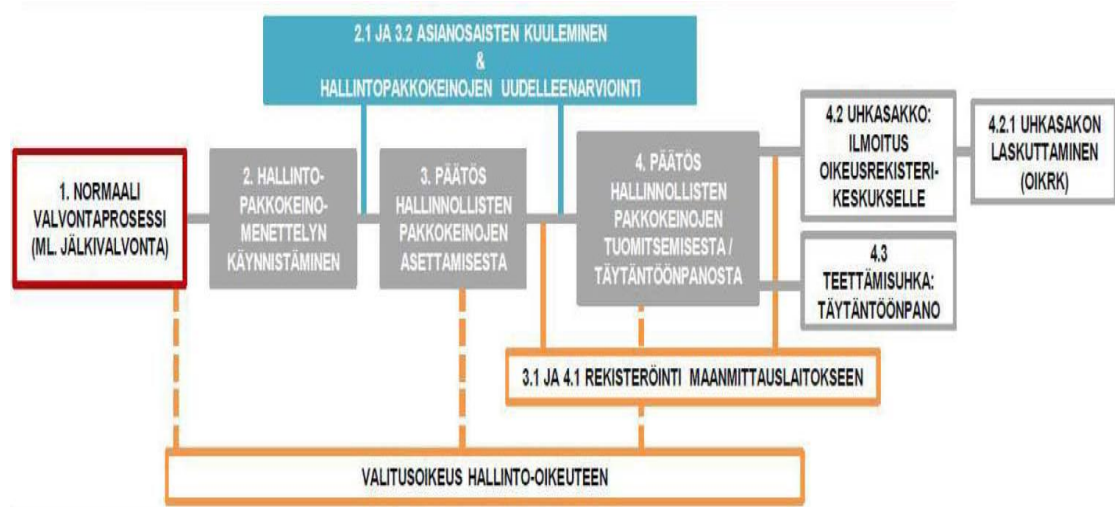 2.1 JA 3.2 ASIANOSAISTEN KUULEMINEN
&
HALLINTOPAKKOKEINOJEN UUDELLEENARVIOINTI
1. NORMAALI
VALVONTAPROSESSI
(ML. JÄLKIVALVONTA)
2. HALLINTO-
PAKKOKEINO-
MENETTELYN
KÄYNNISTÄMINEN
3. PÄÄTÖS
HALLINNOLLISTEN
PAKKOKEINOJEN
ASETTAMISESTA
4. PÄÄTÖS
HALLINNOLLISTEN
PAKKOKEINOJEN
TUOMITSEMISESTA /
TÄYTÄNTÖÖNPANOSTA
4.2 UHKASAKKO:
ILMOITUS
OIKEUSREKISTERI-
KESKUKSELLE
4.2.1 UHKASAKON
LASKUTTAMINEN
(OIKRK)
4.3
TEETTÄMISUHKA:
TÄYTÄNTÖÖNPANO
3.1 JA 4.1 REKISTERÖINTI MAANMITTAUSLAITOKSEEN
VALITUSOIKEUS HALLINTO-OIKEUTEEN